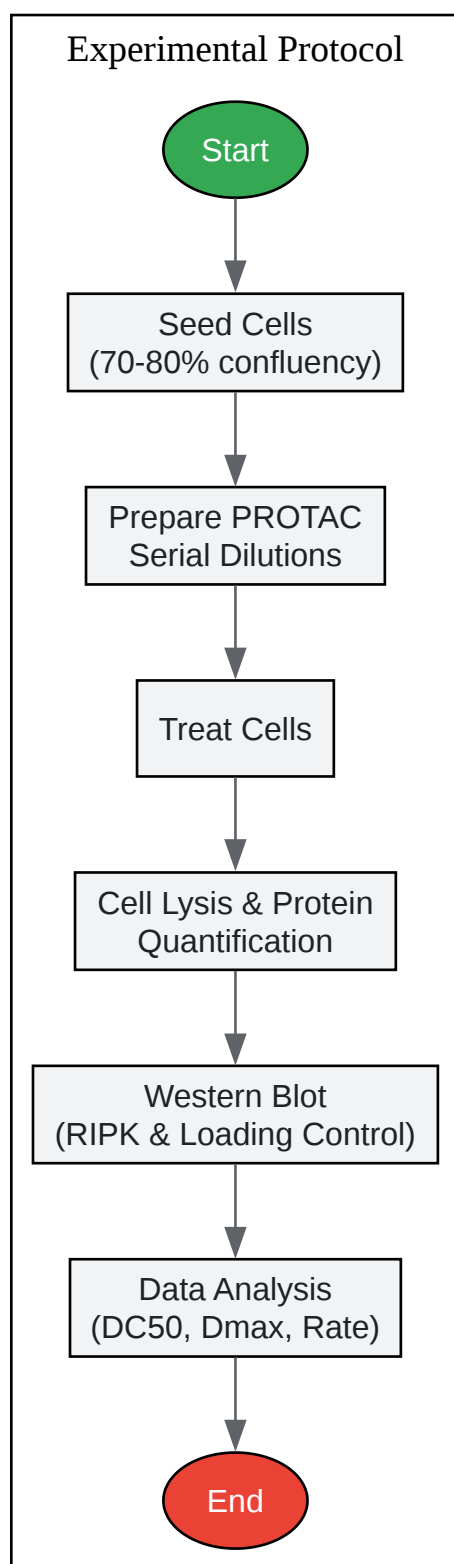 Experimental Protocol
Start
Seed Cells
(70-80% confluency)
Prepare PROTAC
Serial Dilutions
Treat Cells
Cell Lysis & Protein
Quantification
Western Blot
(RIPK & Loading Control)
Data Analysis
(DC50, Dmax, Rate)
End